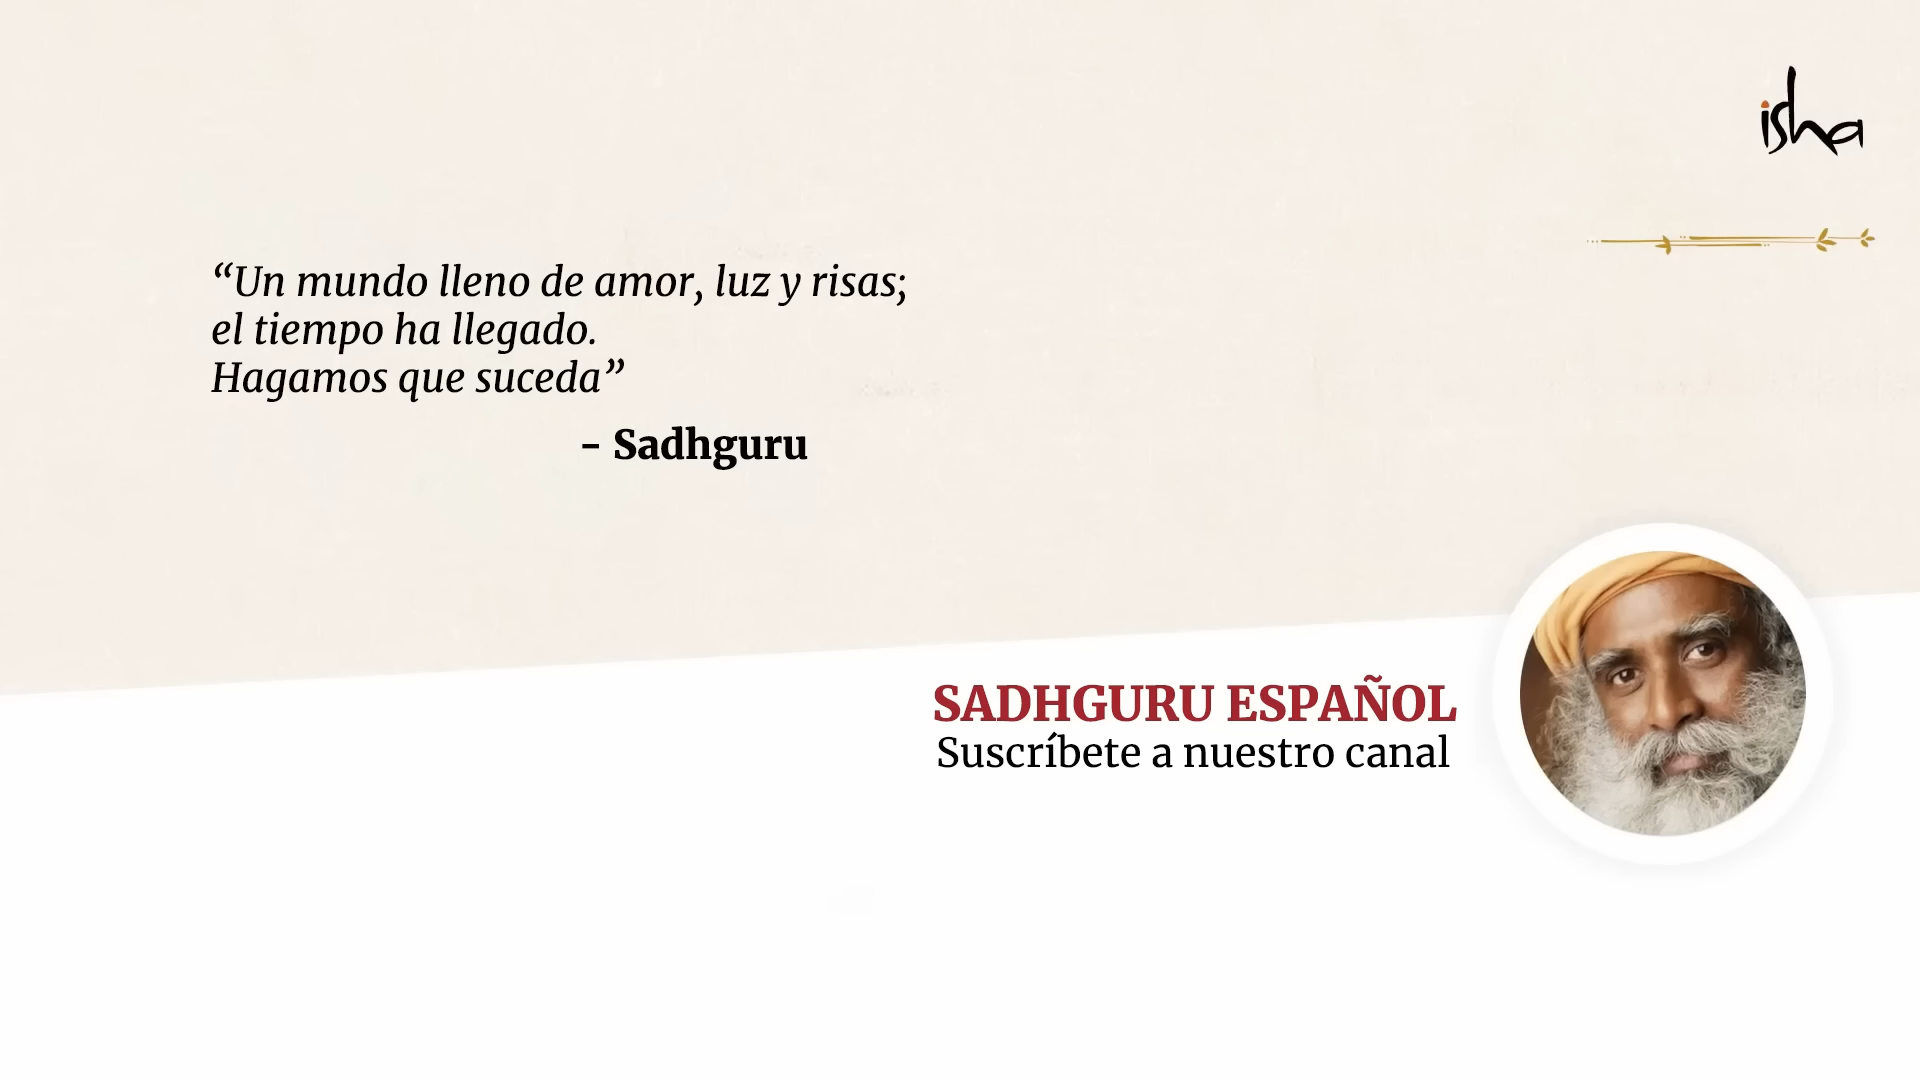 isha
“Un mundo lleno de amor, luz y risas;
el tiempo ha llegado.
Hagamos que suceda”
- Sadhguru
SADHGURU ESPAÑOL
Suscríbete a nuestro canal